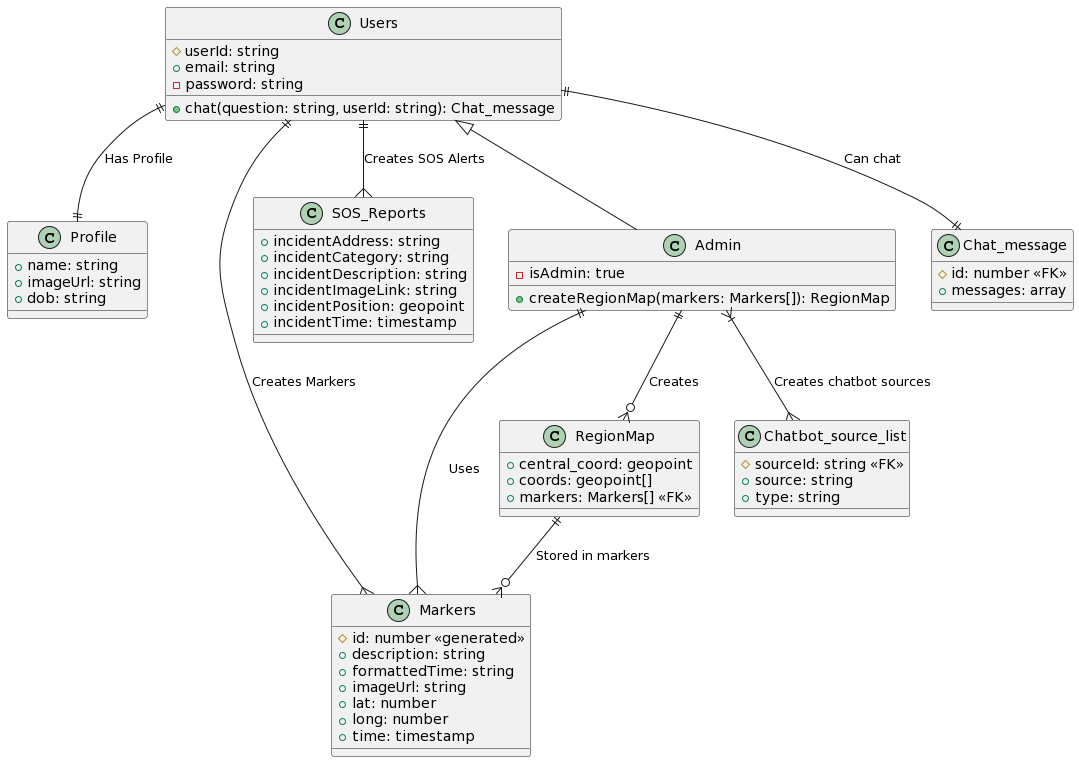 C Users
userId: string
email: string
password: string
chat(question: string, userId: string): Chat_message
Has Profile
Creates SOS Alerts
Can chat
C Profile
name: string
imageUrl: string
dob: string
C SOS_Reports
incidentAddress: string
incidentCategory: string
incidentDescription: string
incidentImageLink: string
incidentPosition: geopoint
incidentTime: timestamp
C Admin
isAdmin: true
createRegionMap(markers: Markers[]): RegionMap
C Chat_message
id: number «FK»
messages: array
Creates Markers
Creates
Creates chatbot sources
Uses
C RegionMap
central_coord: geopoint
coords: geopoint[]
markers: Markers[] «FK»
C Chatbot_source_list
sourceId: string «FK»
source: string
type: string
Stored in markers
C Markers
id: number «generated»
description: string
formattedTime: string
imageUrl: string
lat: number
long: number
time: timestamp